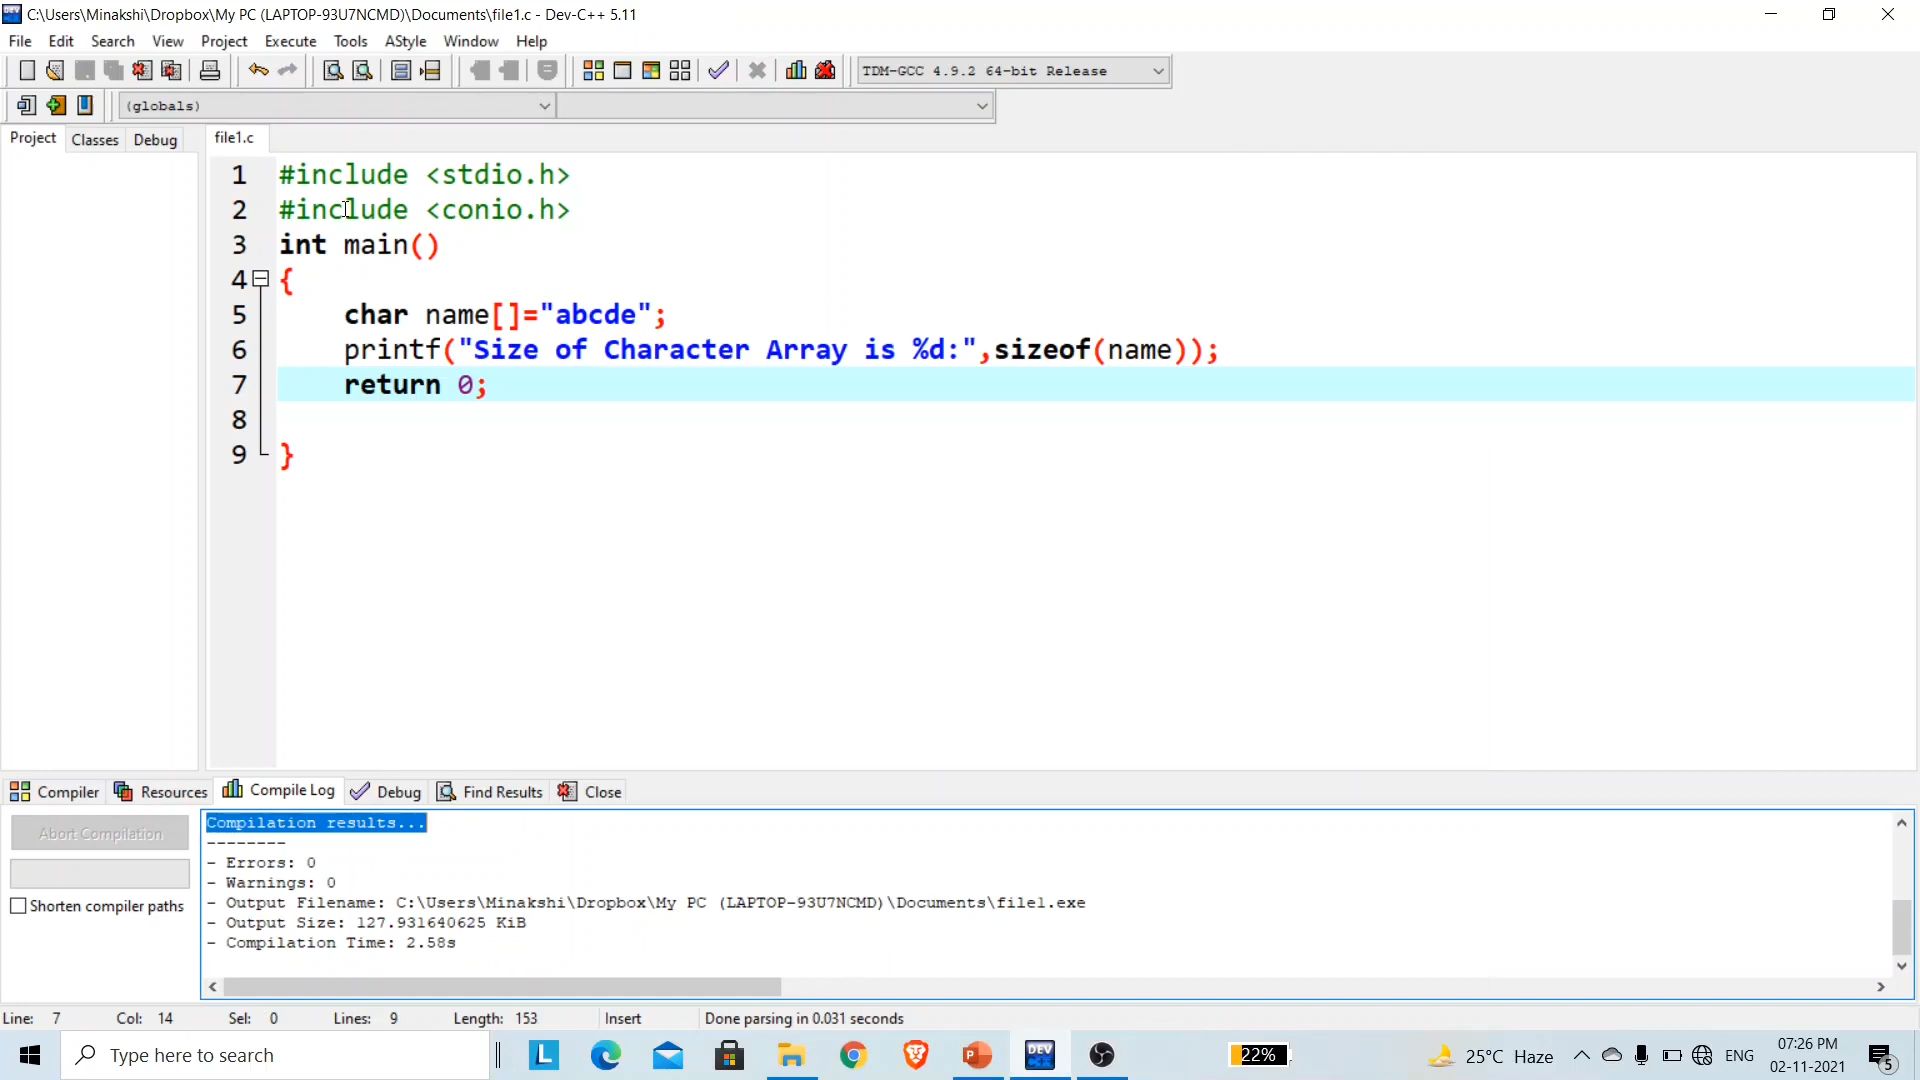 C:\Users\Minakshi\Dropbox\My PC (LAPTOP-93U7NCMD)\Documents\file1.c - Dev-C++ 5.11
File Edit Search View Project Execute Tools AStyle Window Help
TDM-GCC 4.9.2 64-bit Release
(globals)
Project Classes Debug file1.c
1 #include <stdio.h>
2 #include <conio.h>
3 int main()
4 {
5 char name[]="abcde";
6 printf("Size of Character Array is %d:",sizeof(name));
7 return 0;
8
9 }
Compiler Resources Compile Log Debug Find Results Close
Abort Compilation
Shorten compiler paths
Compilation results...
--------
- Errors: 0
- Warnings: 0
- Output Filename: C:\Users\Minakshi\Dropbox\My PC (LAPTOP-93U7NCMD)\Documents\file1.exe
- Output Size: 127.931640625 KiB
- Compilation Time: 2.58s
Line: 7 Col: 14 Sel: 0 Lines: 9 Length: 153 Insert Done parsing in 0.031 seconds
Type here to search
L
P
DEV C++
22%
25°C Haze
ENG
07:26 PM
02-11-2021
5